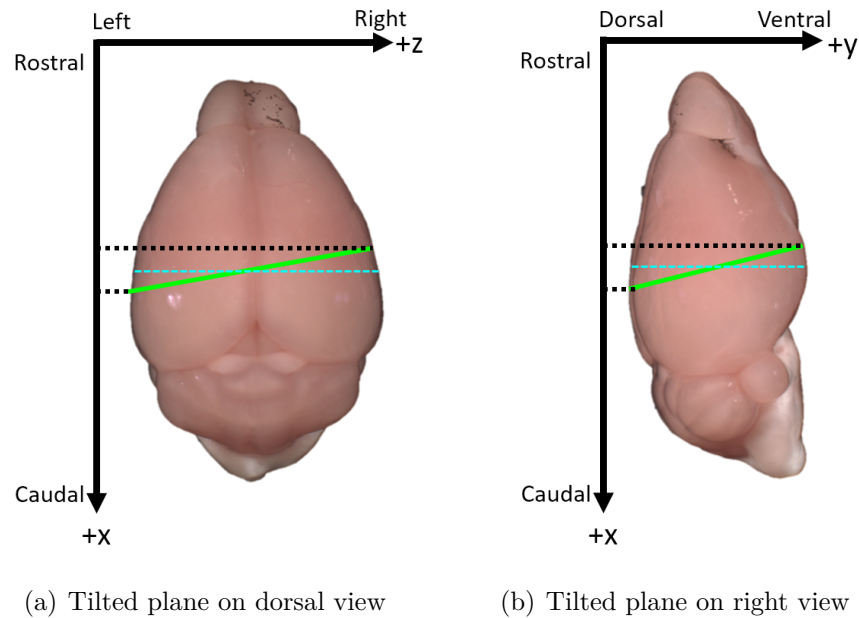 Left
Right
+z
Rostral
Caudal
+x
Dorsal
Ventral
+y
Rostral
Caudal
+x
(a) Tilted plane on dorsal view
(b) Tilted plane on right view